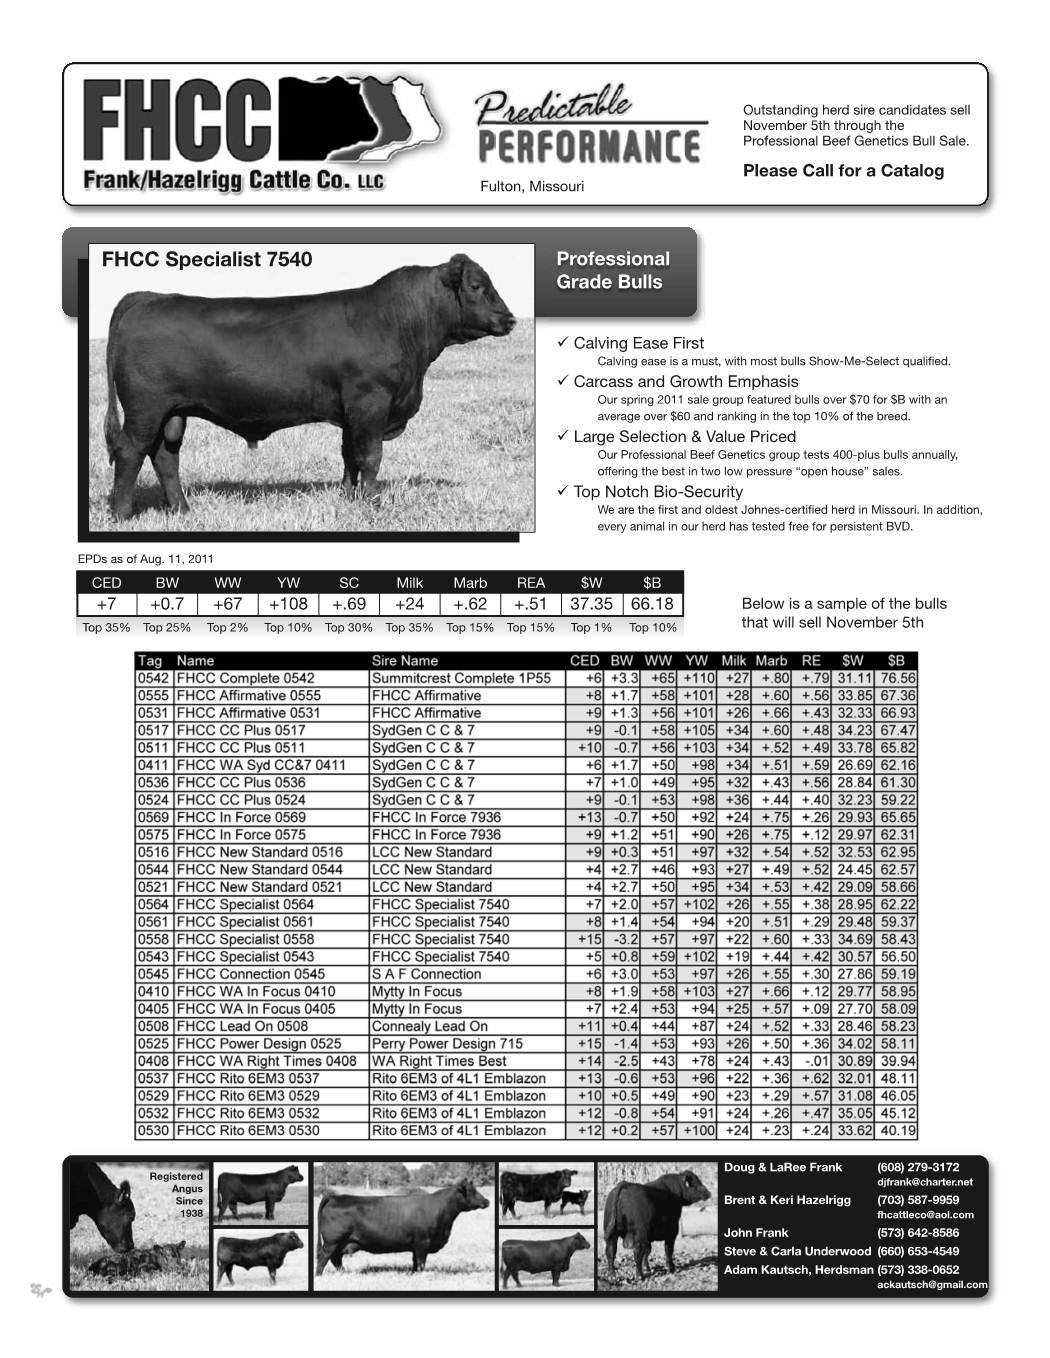 FHCC
Frank/Hazelrigg Cattle Co. LLC
Predictable
PERFORMANCE
Fulton, Missouri
Outstanding herd sire candidates sell
November 5th through the
Professional Beef Genetics Bull Sale.
Please Call for a Catalog
FHCC Specialist 7540
Professional
Grade Bulls
✓ Calving Ease First
Calving ease is a must, with most bulls Show-Me-Select qualified.
✓ Carcass and Growth Emphasis
Our spring 2011 sale group featured bulls over $70 for $B with an
average over $60 and ranking in the top 10% of the breed.
✓ Large Selection & Value Priced
Our Professional Beef Genetics group tests 400-plus bulls annually,
offering the best in two low pressure “open house” sales.
✓ Top Notch Bio-Security
We are the first and oldest Johnes-certified herd in Missouri. In addition,
every animal in our herd has tested free for persistent BVD.
EPDs as of Aug. 11, 2011
CED BW WW YW SC Milk Marb REA $W $B
+7 +0.7 +67 +108 +.69 +24 +.62 +.51 37.35 66.18
Top 35% Top 25% Top 2% Top 10% Top 30% Top 35% Top 15% Top 15% Top 1% Top 10%
Below is a sample of the bulls
that will sell November 5th
Tag Name Sire Name CED BW WW YW Milk Marb RE $W $B
0542 FHCC Complete 0542 Summitcrest Complete 1P55 +6 +3.3 +65 +110 +27 +.80 +.79 31.11 76.56
0555 FHCC Affirmative 0555 FHCC Affirmative +8 +1.7 +58 +101 +28 +.60 +.56 33.85 67.36
0531 FHCC Affirmative 0531 FHCC Affirmative +9 +1.3 +56 +101 +26 +.66 +.43 32.33 66.93
0517 FHCC CC Plus 0517 SydGen C C & 7 +9 -0.1 +58 +105 +34 +.60 +.48 34.23 67.47
0511 FHCC CC Plus 0511 SydGen C C & 7 +10 -0.7 +56 +103 +34 +.52 +.49 33.78 65.82
0411 FHCC WA Syd CC&7 0411 SydGen C C & 7 +6 +1.7 +50 +98 +34 +.51 +.59 26.69 62.16
0536 FHCC CC Plus 0536 SydGen C C & 7 +7 +1.0 +49 +95 +32 +.43 +.56 28.84 61.30
0524 FHCC CC Plus 0524 SydGen C C & 7 +9 -0.1 +53 +98 +36 +.44 +.40 32.23 59.22
0569 FHCC In Force 0569 FHCC In Force 7936 +13 -0.7 +50 +92 +24 +.75 +.26 29.93 65.65
0575 FHCC In Force 0575 FHCC In Force 7936 +9 +1.2 +51 +90 +26 +.75 +.12 29.97 62.31
0516 FHCC New Standard 0516 LCC New Standard +9 +0.3 +51 +97 +32 +.54 +.52 32.53 62.95
0544 FHCC New Standard 0544 LCC New Standard +4 +2.7 +46 +93 +27 +.49 +.52 24.45 62.57
0521 FHCC New Standard 0521 LCC New Standard +4 +2.7 +50 +95 +34 +.53 +.42 29.09 58.66
0564 FHCC Specialist 0564 FHCC Specialist 7540 +7 +2.0 +57 +102 +26 +.55 +.38 28.95 62.22
0561 FHCC Specialist 0561 FHCC Specialist 7540 +8 +1.4 +54 +94 +20 +.51 +.29 29.48 59.37
0558 FHCC Specialist 0558 FHCC Specialist 7540 +15 -3.2 +57 +97 +22 +.60 +.33 34.69 58.43
0543 FHCC Specialist 0543 FHCC Specialist 7540 +5 +0.8 +59 +102 +19 +.44 +.42 30.57 56.50
0545 FHCC Connection 0545 S A F Connection +6 +3.0 +53 +97 +26 +.55 +.30 27.86 59.19
0410 FHCC WA In Focus 0410 Mytty In Focus +8 +1.9 +58 +103 +27 +.66 +.12 29.77 58.95
0405 FHCC WA In Focus 0405 Mytty In Focus +7 +2.4 +53 +94 +25 +.57 +.09 27.70 58.09
0508 FHCC Lead On 0508 Connealy Lead On +11 +0.4 +44 +87 +24 +.52 +.33 28.46 58.23
0525 FHCC Power Design 0525 Perry Power Design 715 +15 -1.4 +53 +93 +26 +.50 +.36 34.02 58.11
0408 FHCC WA Right Times 0408 WA Right Times Best +14 -2.5 +43 +78 +24 +.43 -.01 30.89 39.94
0537 FHCC Rito 6EM3 0537 Rito 6EM3 of 4L1 Emblazon +13 -0.6 +53 +96 +22 +.36 +.62 32.01 48.11
0529 FHCC Rito 6EM3 0529 Rito 6EM3 of 4L1 Emblazon +10 +0.5 +49 +90 +23 +.29 +.57 31.08 46.05
0532 FHCC Rito 6EM3 0532 Rito 6EM3 of 4L1 Emblazon +12 -0.8 +54 +91 +24 +.26 +.47 35.05 45.12
0530 FHCC Rito 6EM3 0530 Rito 6EM3 of 4L1 Emblazon +12 +0.2 +57 +100 +24 +.23 +.24 33.62 40.19
Registered
Angus
Since
1938
Doug & LaRee Frank (608) 279-3172
djfrank@charter.net
Brent & Keri Hazelrigg (703) 587-9959
fhcattleco@aol.com
John Frank (573) 642-8586
Steve & Carla Underwood (660) 653-4549
Adam Kautsch, Herdsman (573) 338-0652
ackautsch@gmail.com